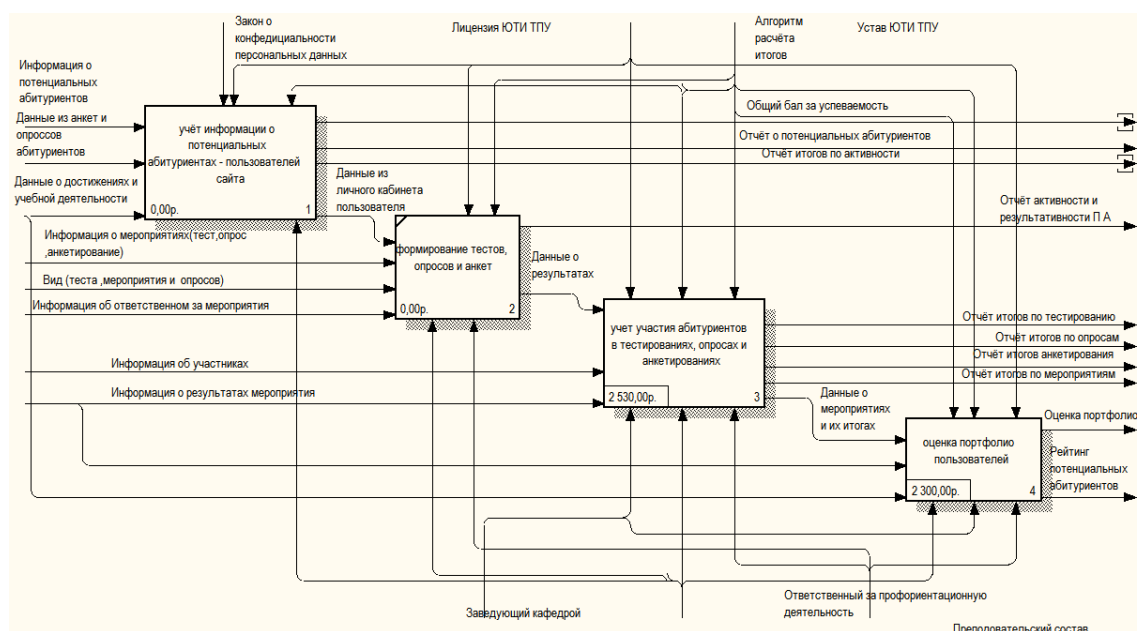 Закон о
конфедициальности
персональных данных
Лицензия ЮТИ ТПУ
Алгоритм
расчёта
итогов
Устав ЮТИ ТПУ
Информация о
потенциальных
абитуриентов
Данные из анкет и
опроссов
абитуриентов
Данные о достижениях и
учебной деятельности
учёт информации о
потенциальных
абитуриентах - пользователей
сайта
0,00р. 1
Общий бал за успеваемость
Отчёт о потенциальных абитуриентов
Отчёт итогов по активности
Данные из
личного кабинета
пользователя
Отчёт активности и
результативности П А
Информация о мероприятиях(тест,опрос
,анкетирование)
Вид (теста ,мероприятия и опросов)
Информация об ответственном за мероприятия
формирование тестов,
опросов и анкет
0,00р. 2
Данные о
результатах
учет участия абитуриентов
в тестированиях, опросах и
анкетированиях
2 530,00р. 3
Отчёт итогов по тестированию
Отчёт итогов по опросам
Отчёт итогов анкетирования
Отчёт итогов по мероприятиям
Информация об участниках
Информация о результатах мероприятия
Данные о
мероприятиях
и их итогах
оценка портфолио
пользователей
2 300,00р. 4
Оценка портфолио
Рейтинг
потенциальных
абитуриентов
Заведующий кафедрой
Ответственный за профориентационную
деятельность
Преподовательский состав